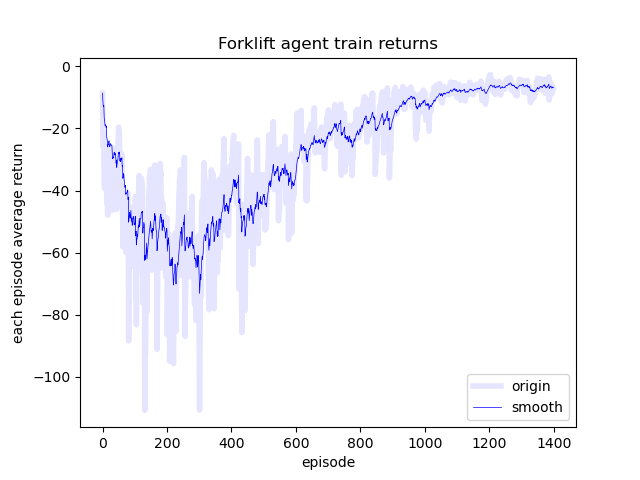 Forklift agent train returns
each episode average return
0
−20
−40
−60
−80
−100
origin
smooth
0 200 400 600 800 1000 1200 1400
episode